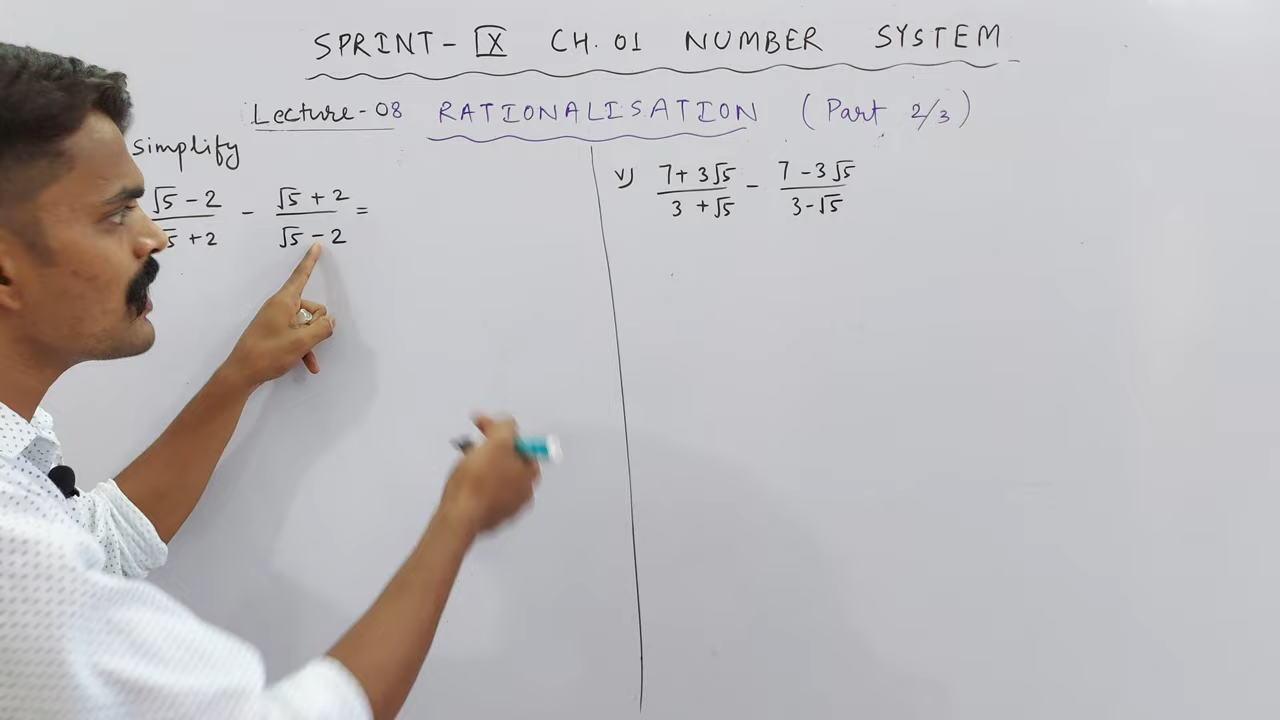 SPRINT - IX CH. 01 NUMBER SYSTEM
Lecture - 08 RATIONALISATION (Part 2/3)
simplify
√5 - 2 / √5 + 2 - √5 + 2 / √5 - 2 =
v) 7 + 3√5 / 3 + √5 - 7 - 3√5 / 3 - √5